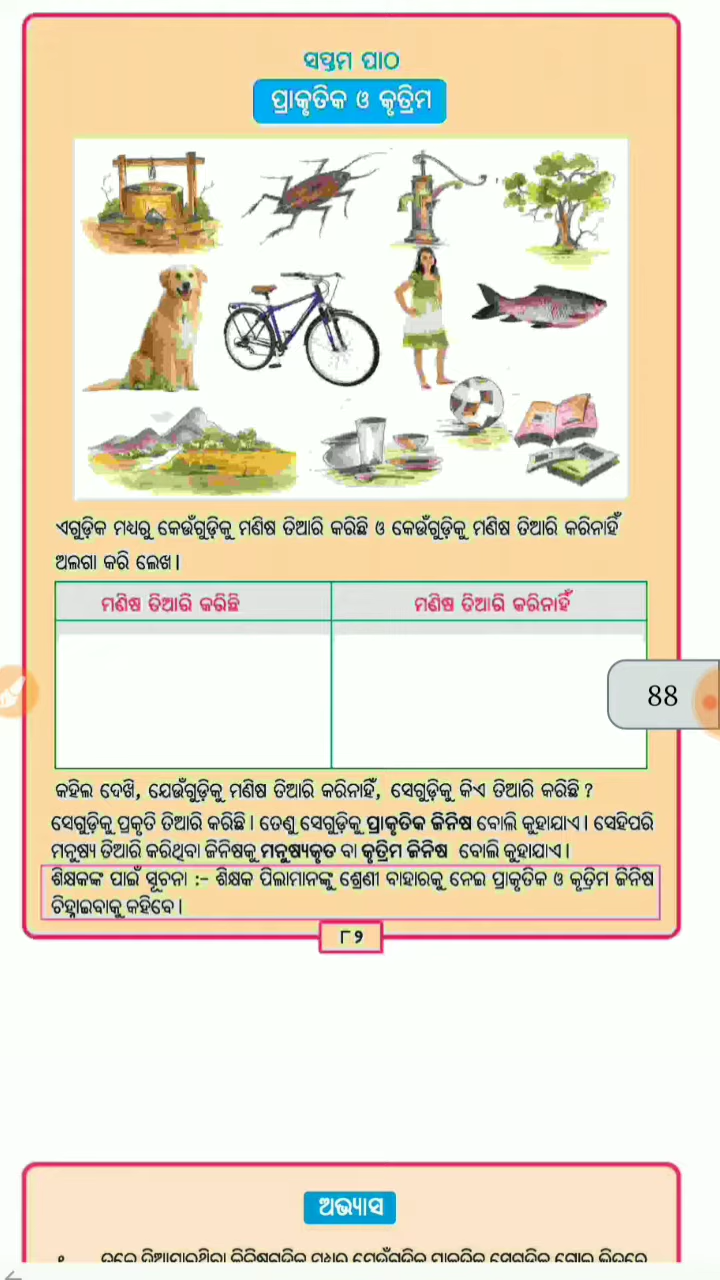 ସପ୍ତମ ପାଠ
ପ୍ରାକୃତିକ ଓ କୃତ୍ରିମ
ଏଗୁଡ଼ିକ ମଧ୍ୟରୁ କେଉଁଗୁଡ଼ିକୁ ମଣିଷ ତିଆରି କରିଛି ଓ କେଉଁଗୁଡ଼ିକୁ ମଣିଷ ତିଆରି କରିନାହିଁ
ଅଲଗା କରି ଲେଖ।
ମଣିଷ ତିଆରି କରିଛି
ମଣିଷ ତିଆରି କରିନାହିଁ
88
କହିଲ ଦେଖି, ଯେଉଁଗୁଡ଼ିକୁ ମଣିଷ ତିଆରି କରିନାହିଁ, ସେଗୁଡ଼ିକୁ କିଏ ତିଆରି କରିଛି ?
ସେଗୁଡ଼ିକୁ ପ୍ରକୃତି ତିଆରି କରିଛି । ତେଣୁ ସେଗୁଡ଼ିକୁ ପ୍ରାକୃତିକ ଜିନିଷ ବୋଲି କୁହାଯାଏ । ସେହିପରି
ମନୁଷ୍ୟ ତିଆରି କରିଥିବା ଜିନିଷକୁ ମନୁଷ୍ୟକୃତ ବା କୃତ୍ରିମ ଜିନିଷ ବୋଲି କୁହାଯାଏ ।
ଶିକ୍ଷକଙ୍କ ପାଇଁ ସୂଚନା :- ଶିକ୍ଷକ ପିଲାମାନଙ୍କୁ ଶ୍ରେଣୀ ବାହାରକୁ ନେଇ ପ୍ରାକୃତିକ ଓ କୃତ୍ରିମ ଜିନିଷ
ଚିହ୍ନାଇବାକୁ କହିବେ ।
୮୨
ଅଭ୍ୟାସ